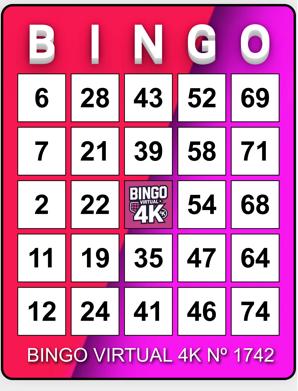 BINGO
6 28 43 52 69
7 21 39 58 71
2 22 BINGO VIRTUAL 4K 54 68
11 19 35 47 64
12 24 41 46 74
BINGO VIRTUAL 4K Nº 1742